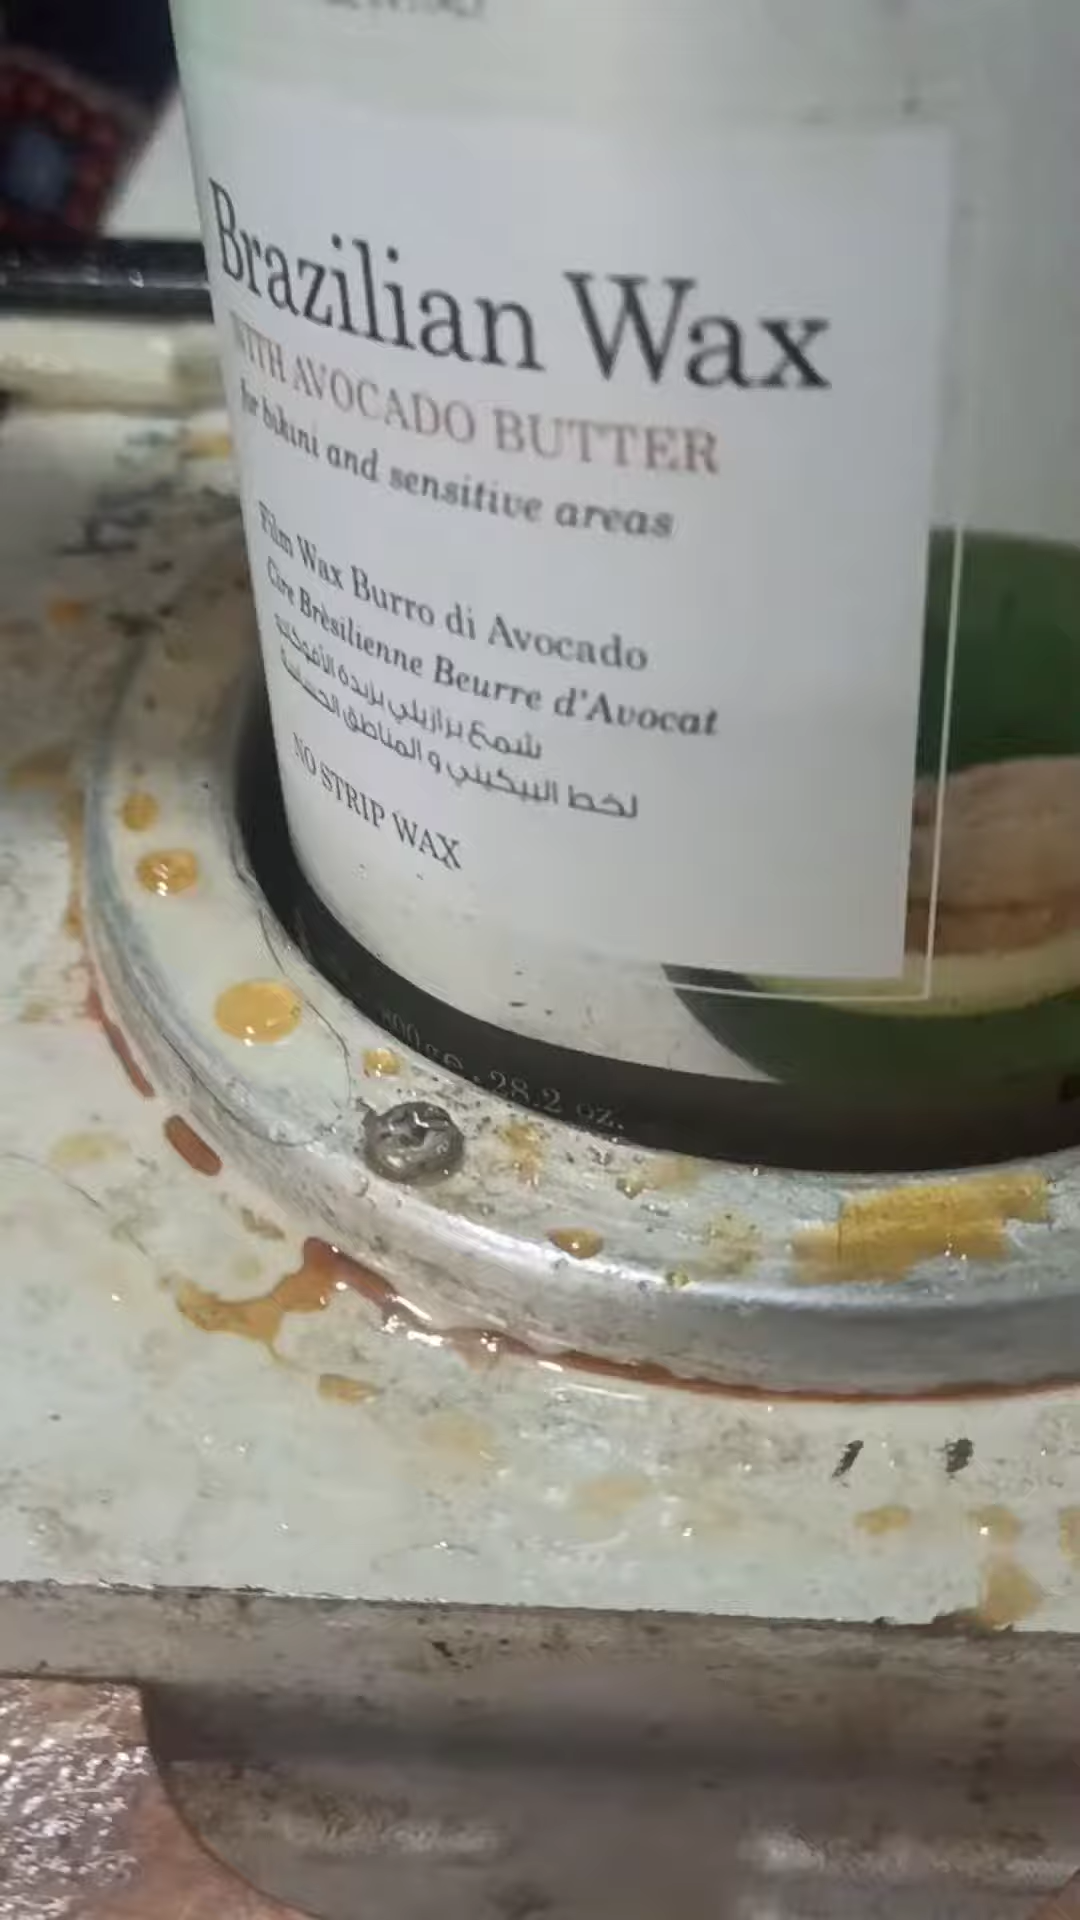 Brazilian Wax
WITH AVOCADO BUTTER
for bikini and sensitive areas
Film Wax Burro di Avocado
Cire Brèsilienne Beurre d'Avocat
شمع برازيلي بزبدة الأفوكادو
لخط البيكيني و المناطق الحساسة
NO STRIP WAX
800 g ℮ . 28.2 oz.